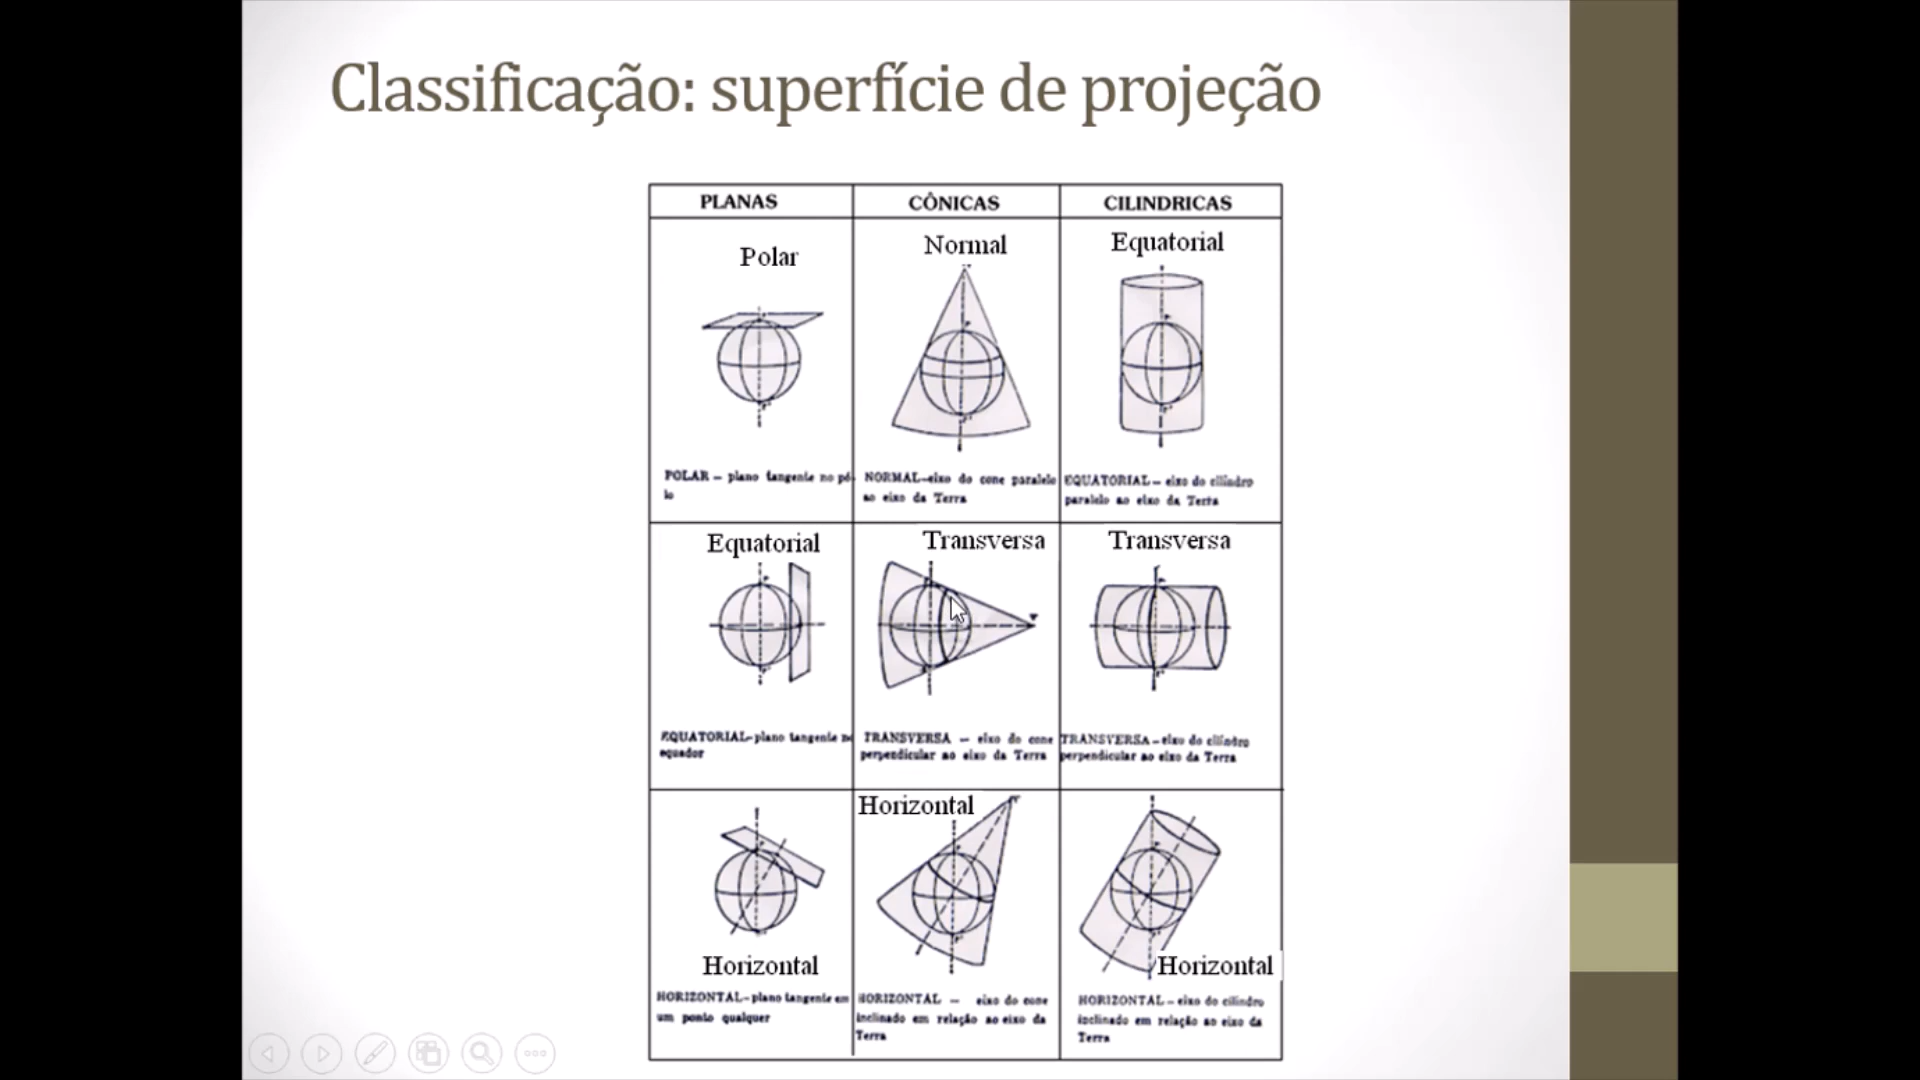 Classificação: superfície de projeção
PLANAS
CÔNICAS
CILINDRICAS
Polar
Normal
Equatorial
POLAR — plano tangente no pó-
lo
NORMAL—eixo do cone paralelo
ao eixo da Terra
EQUATORIAL — eixo do cilindro
paralelo ao eixo da Terra
Equatorial
Transversa
Transversa
EQUATORIAL—plano tangente no
equador
TRANSVERSA — eixo do cone
perpendicular ao eixo da Terra
TRANSVERSA—eixo do cilindro
perpendicular ao eixo da Terra
Horizontal
Horizontal
Horizontal
HORIZONTAL—plano tangente em
um ponto qualquer
HORIZONTAL — eixo do cone
inclinado em relação ao eixo da
Terra
HORIZONTAL — eixo do cilindro
inclinado em relação ao eixo da
Terra